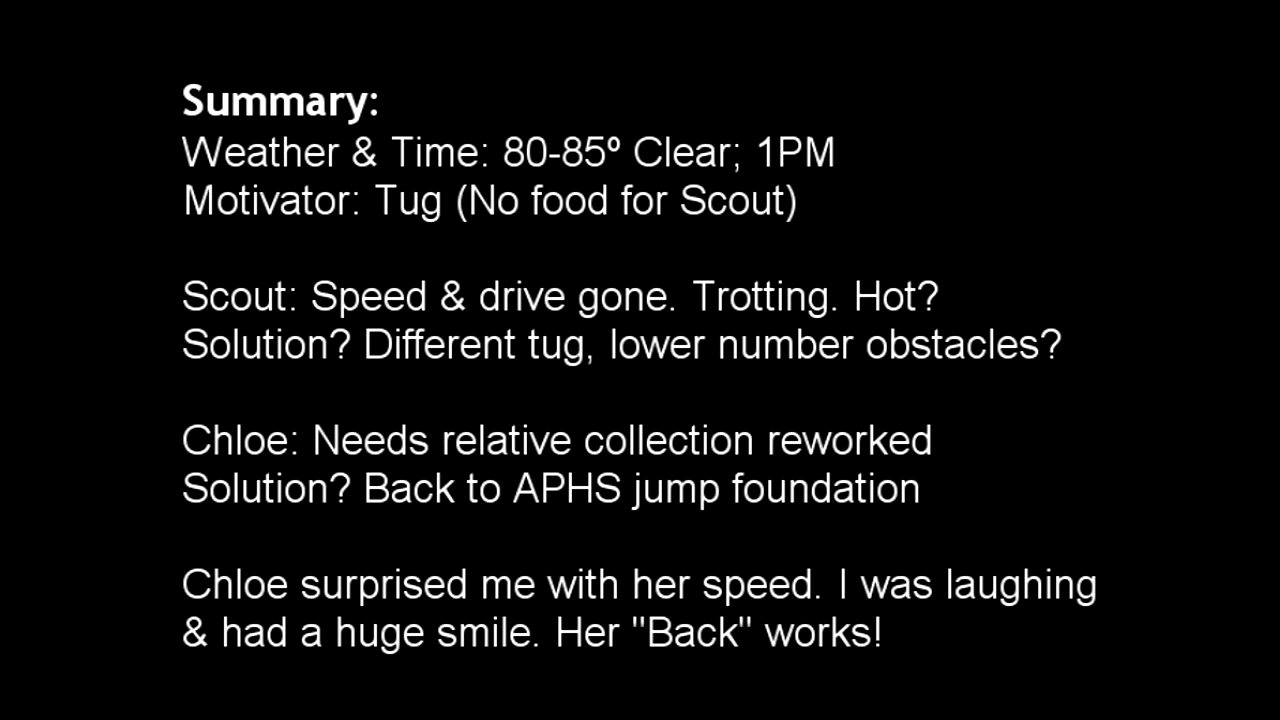 Summary:
Weather & Time: 80-85º Clear; 1PM
Motivator: Tug (No food for Scout)
Scout: Speed & drive gone. Trotting. Hot?
Solution? Different tug, lower number obstacles?
Chloe: Needs relative collection reworked
Solution? Back to APHS jump foundation
Chloe surprised me with her speed. I was laughing
& had a huge smile. Her "Back" works!